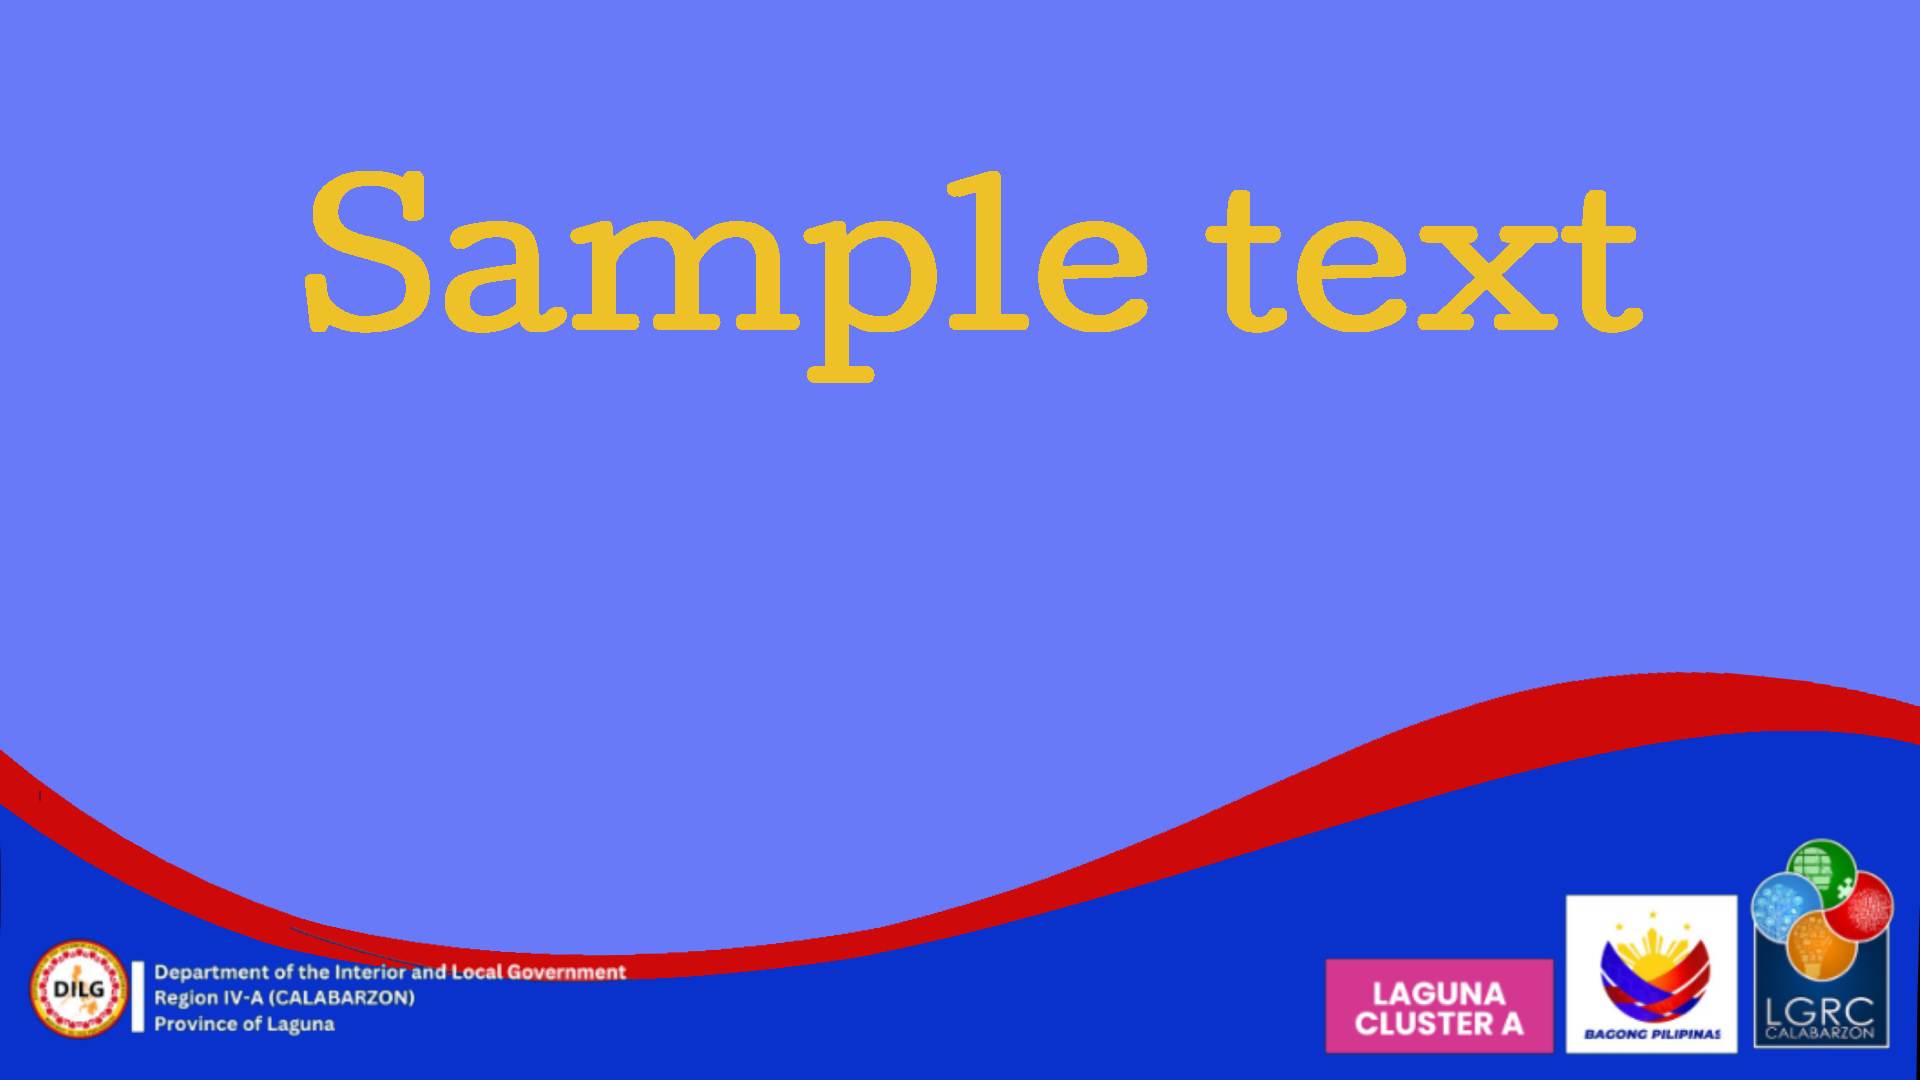 Sample text
DILG
Department of the Interior and Local Government
Region IV-A (CALABARZON)
Province of Laguna
LAGUNA
CLUSTER A
BAGONG PILIPINAS
LGRC
CALABARZON